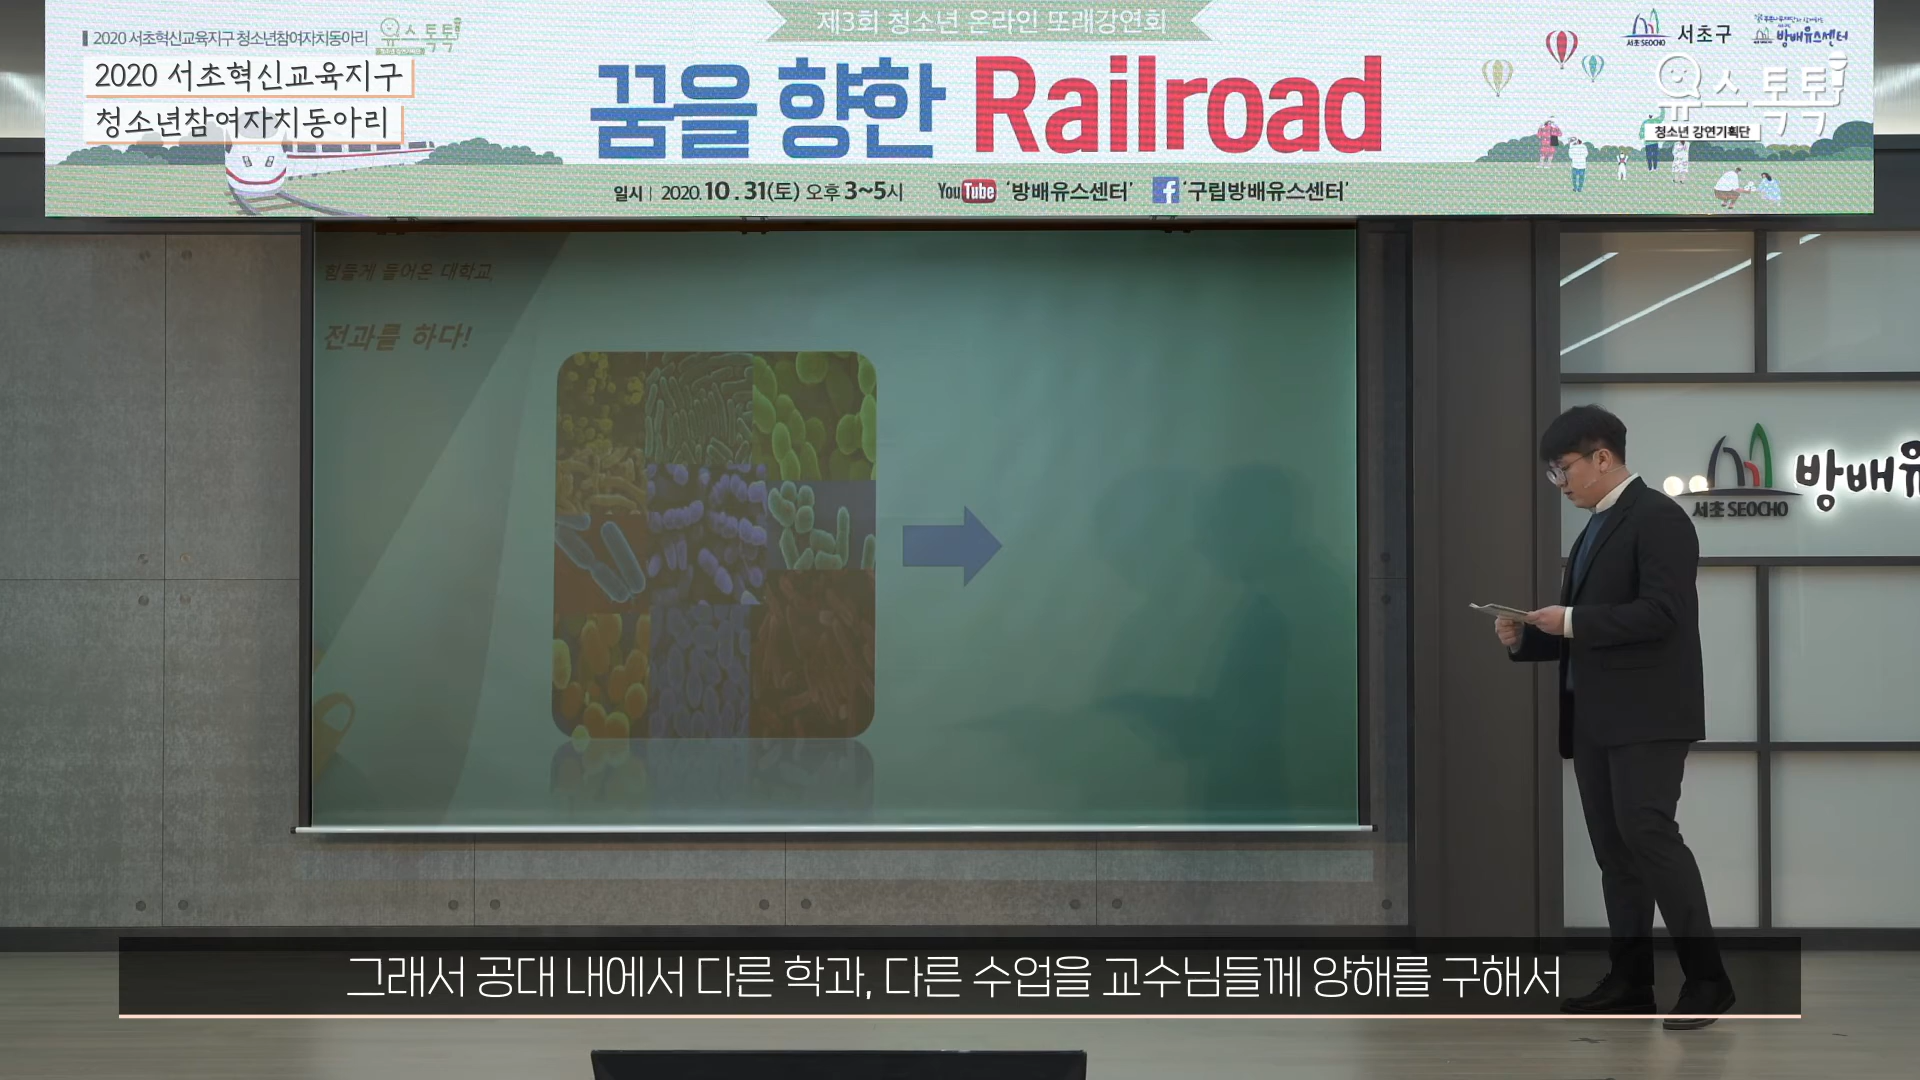 제3회 청소년 온라인 또래강연회
2020 서초혁신교육지구 청소년참여자치동아리 유스톡톡
2020 서초혁신교육지구
청소년참여자치동아리
꿈을 향한 Railroad
일시 | 2020. 10. 31(토) 오후 3~5시 YouTube '방배유스센터' f '구립방배유스센터'
서초 SEOCHO 서초구
방배유스센터
유스톡톡
청소년 강연기획단
힘들게 들어온 대학교,
전과를 하다!
서초 SEOCHO 방배유
그래서 공대 내에서 다른 학과, 다른 수업을 교수님들께 양해를 구해서